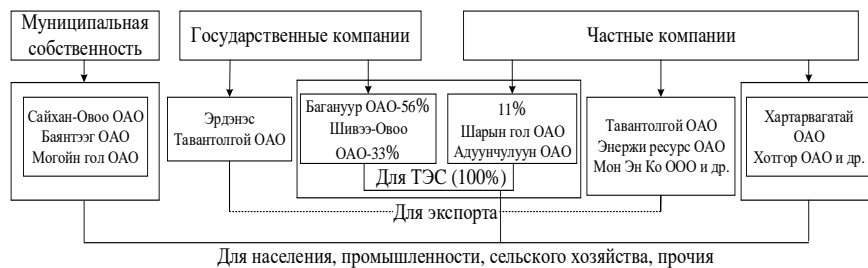 Муниципальная
собственность
Государственные компании
Частные компании
Сайхан-Овоо ОАО
Баянтээг ОАО
Могойн гол ОАО
Эрдэнэс
Тавантолгой ОАО
Багануур ОАО-56%
Шивээ-Овоо
ОАО-33%
11%
Шарын гол ОАО
Адуунчулуун ОАО
Для ТЭС (100%)
Тавантолгой ОАО
Энержи ресурс ОАО
Мон Эн Ко ООО и др.
Хартарвагатай
ОАО
Хотгор ОАО и др.
Для экспорта
Для населения, промышленности, сельского хозяйства, прочия